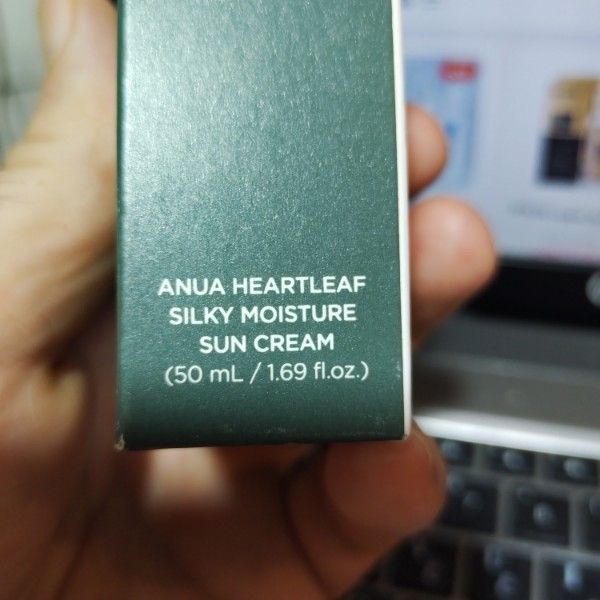 ANUA HEARTLEAF
SILKY MOISTURE
SUN CREAM
(50 mL / 1.69 fl.oz.)